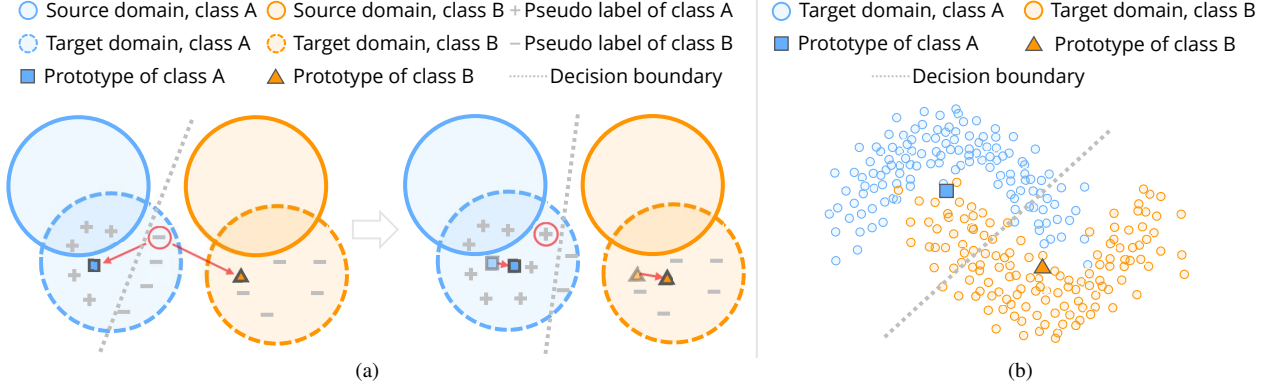 Source domain, class A Source domain, class B + Pseudo label of class A
Target domain, class A Target domain, class B − Pseudo label of class B
Prototype of class A Prototype of class B Decision boundary
(a)
Target domain, class A Target domain, class B
Prototype of class A Prototype of class B
Decision boundary
(b)